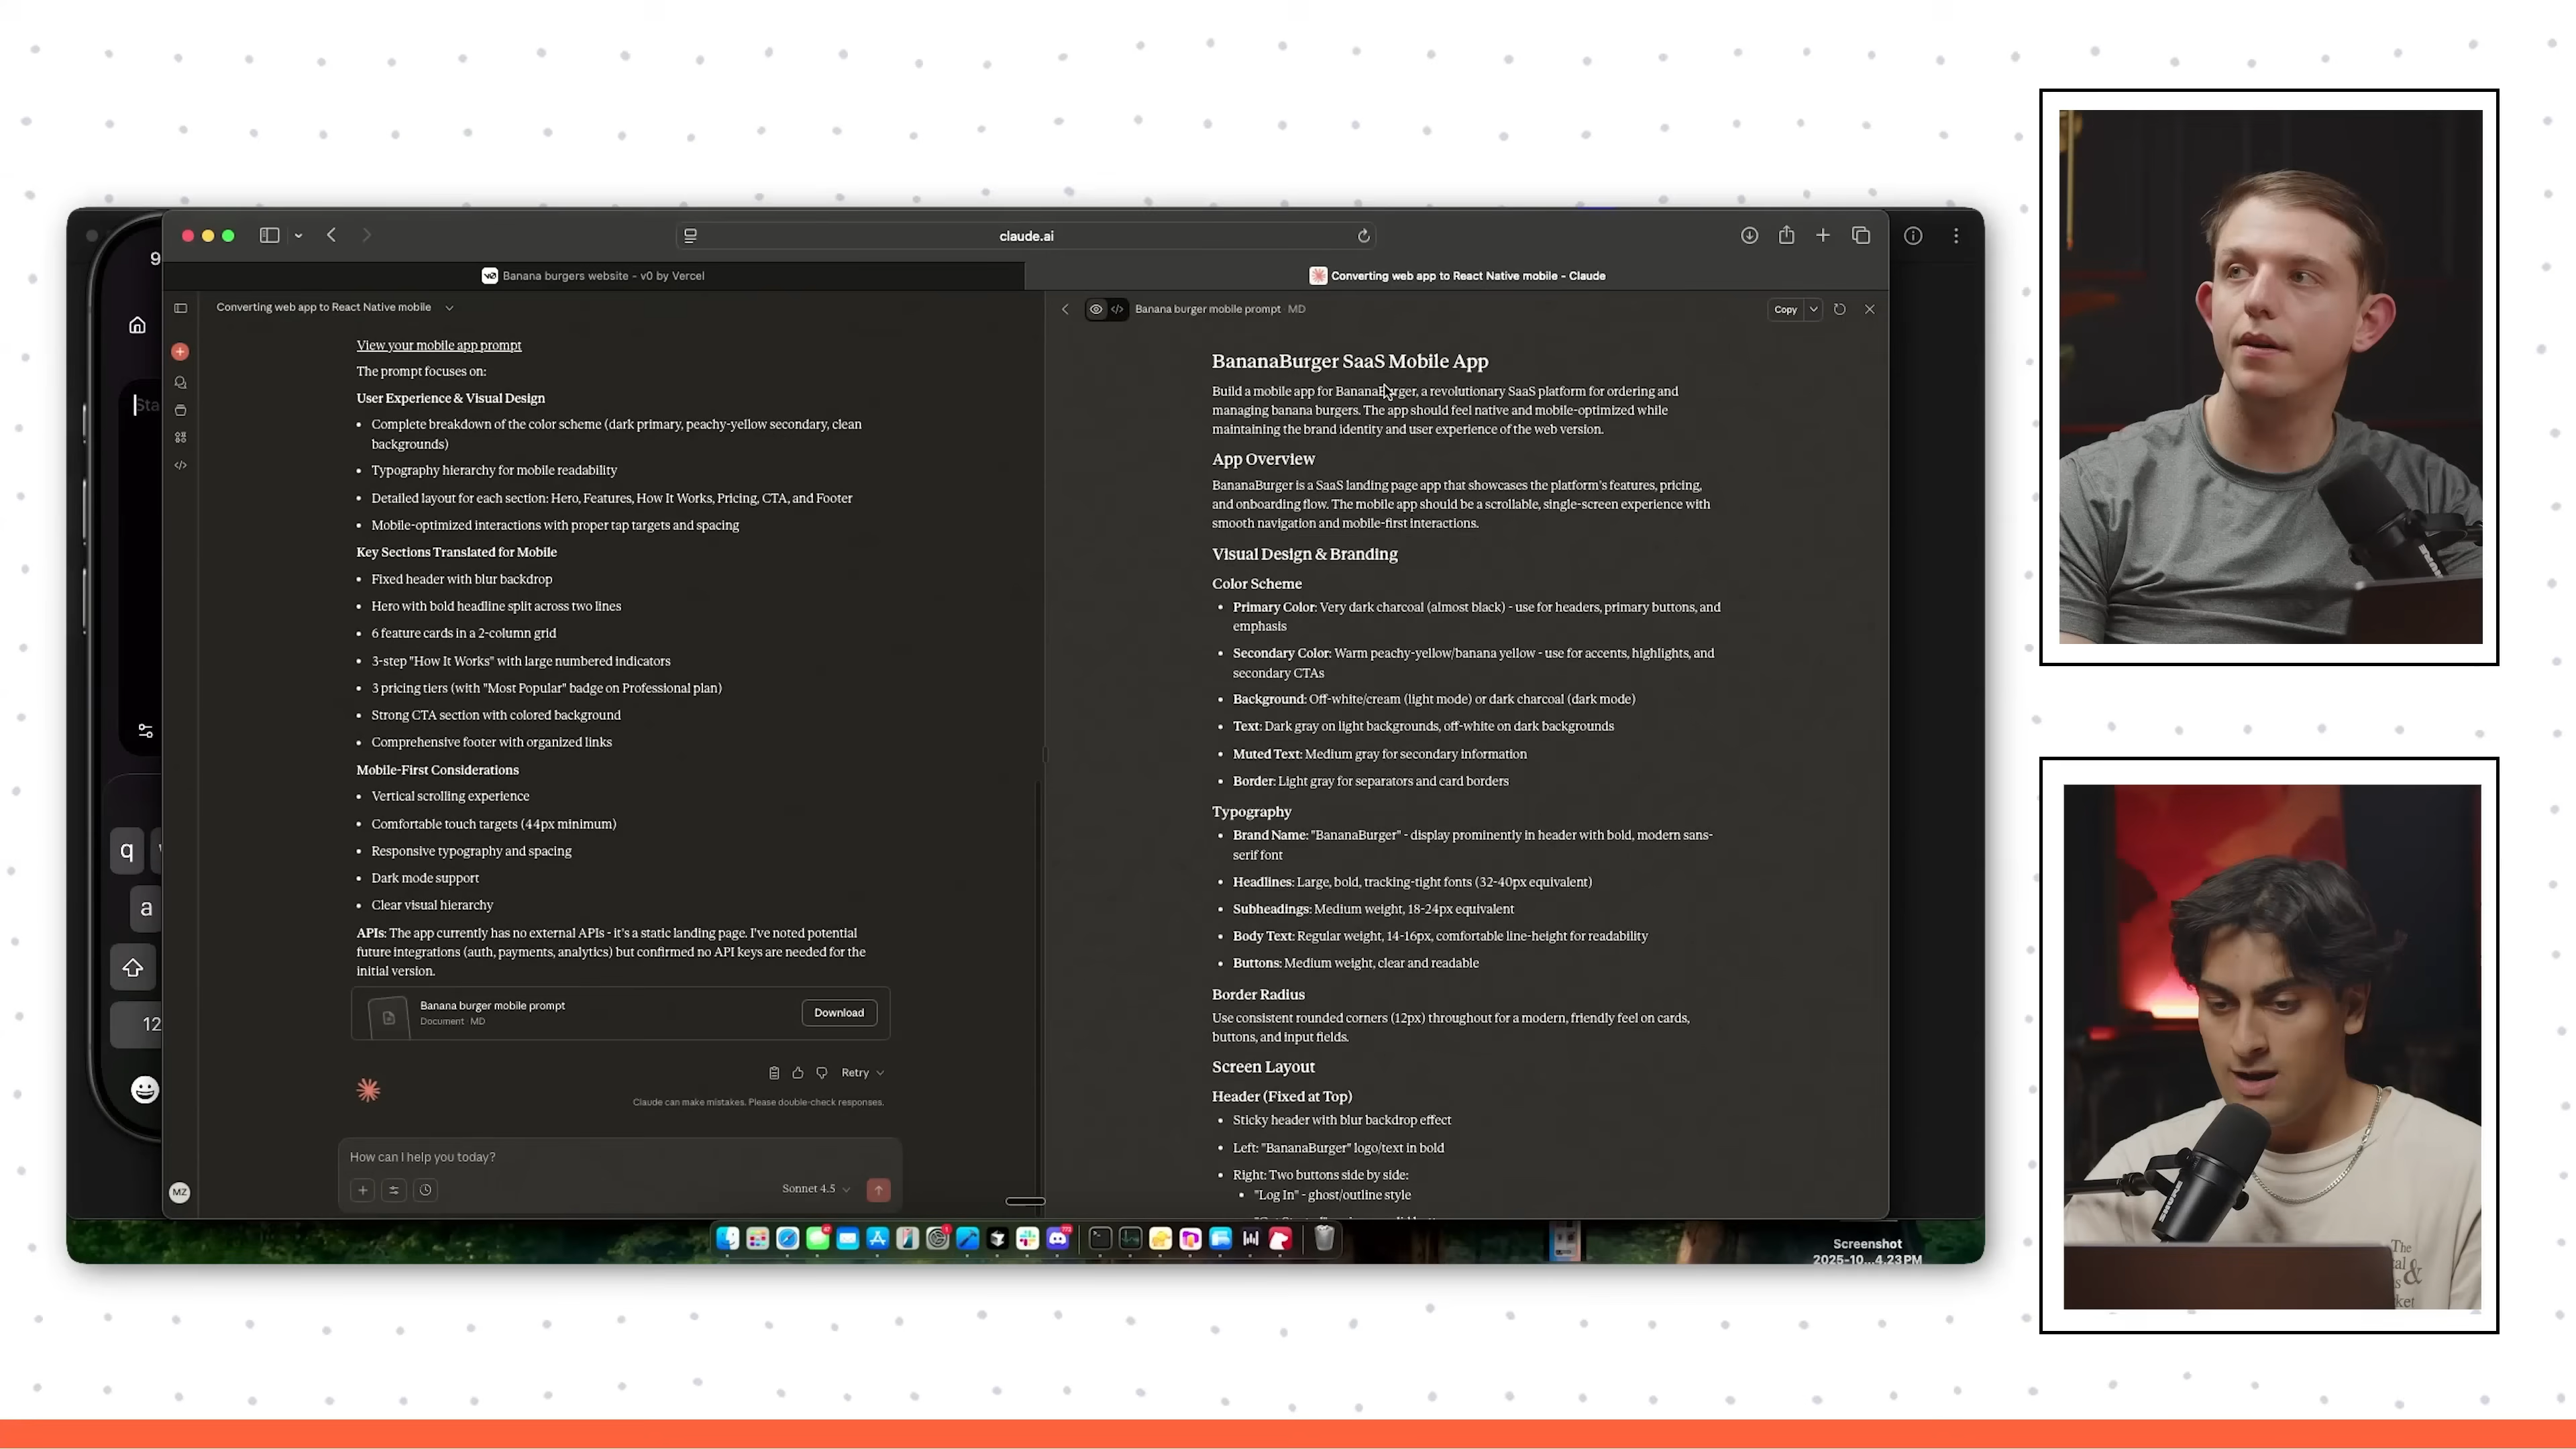 claude.ai
Banana burgers website - v0 by Vercel
Converting web app to React Native mobile - Claude
Converting web app to React Native mobile
View your mobile app prompt
The prompt focuses on:
User Experience & Visual Design
• Complete breakdown of the color scheme (dark primary, peachy-yellow secondary, clean
backgrounds)
• Typography hierarchy for mobile readability
• Detailed layout for each section: Hero, Features, How It Works, Pricing, CTA, and Footer
• Mobile-optimized interactions with proper tap targets and spacing
Key Sections Translated for Mobile
• Fixed header with blur backdrop
• Hero with bold headline split across two lines
• 6 feature cards in a 2-column grid
• 3-step "How It Works" with large numbered indicators
• 3 pricing tiers (with "Most Popular" badge on Professional plan)
• Strong CTA section with colored background
• Comprehensive footer with organized links
Mobile-First Considerations
• Vertical scrolling experience
• Comfortable touch targets (44px minimum)
• Responsive typography and spacing
• Dark mode support
• Clear visual hierarchy
APIs: The app currently has no external APIs - it's a static landing page. I've noted potential
future integrations (auth, payments, analytics) but confirmed no API keys are needed for the
initial version.
Banana burger mobile prompt
Document · MD
Download
Retry
Claude can make mistakes. Please double-check responses.
How can I help you today?
Sonnet 4.5
MZ
Banana burger mobile prompt · MD
Copy
BananaBurger SaaS Mobile App
Build a mobile app for BananaBurger, a revolutionary SaaS platform for ordering and
managing banana burgers. The app should feel native and mobile-optimized while
maintaining the brand identity and user experience of the web version.
App Overview
BananaBurger is a SaaS landing page app that showcases the platform's features, pricing,
and onboarding flow. The mobile app should be a scrollable, single-screen experience with
smooth navigation and mobile-first interactions.
Visual Design & Branding
Color Scheme
• Primary Color: Very dark charcoal (almost black) - use for headers, primary buttons, and
emphasis
• Secondary Color: Warm peachy-yellow/banana yellow - use for accents, highlights, and
secondary CTAs
• Background: Off-white/cream (light mode) or dark charcoal (dark mode)
• Text: Dark gray on light backgrounds, off-white on dark backgrounds
• Muted Text: Medium gray for secondary information
• Border: Light gray for separators and card borders
Typography
• Brand Name: "BananaBurger" - display prominently in header with bold, modern sans-
serif font
• Headlines: Large, bold, tracking-tight fonts (32-40px equivalent)
• Subheadings: Medium weight, 18-24px equivalent
• Body Text: Regular weight, 14-16px, comfortable line-height for readability
• Buttons: Medium weight, clear and readable
Border Radius
Use consistent rounded corners (12px) throughout for a modern, friendly feel on cards,
buttons, and input fields.
Screen Layout
Header (Fixed at Top)
• Sticky header with blur backdrop effect
• Left: "BananaBurger" logo/text in bold
• Right: Two buttons side by side:
• "Log In" - ghost/outline style
9
Sta
q
a
12
Screenshot
2025-10...4.23 PM
SHURE
SHURE
The
&